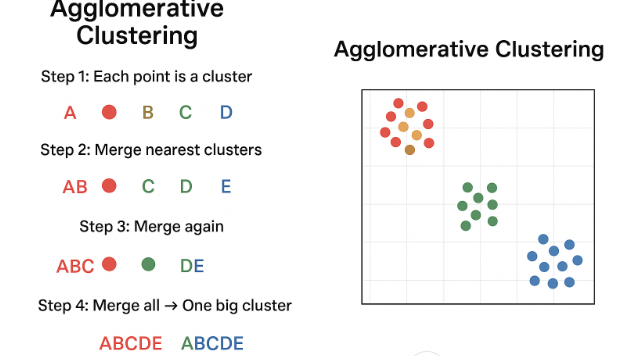 Agglomerative
Clustering
Step 1: Each point is a cluster
A B C D
Step 2: Merge nearest clusters
AB C D E
Step 3: Merge again
ABC DE
Step 4: Merge all → One big cluster
ABCDE ABCDE
Agglomerative Clustering